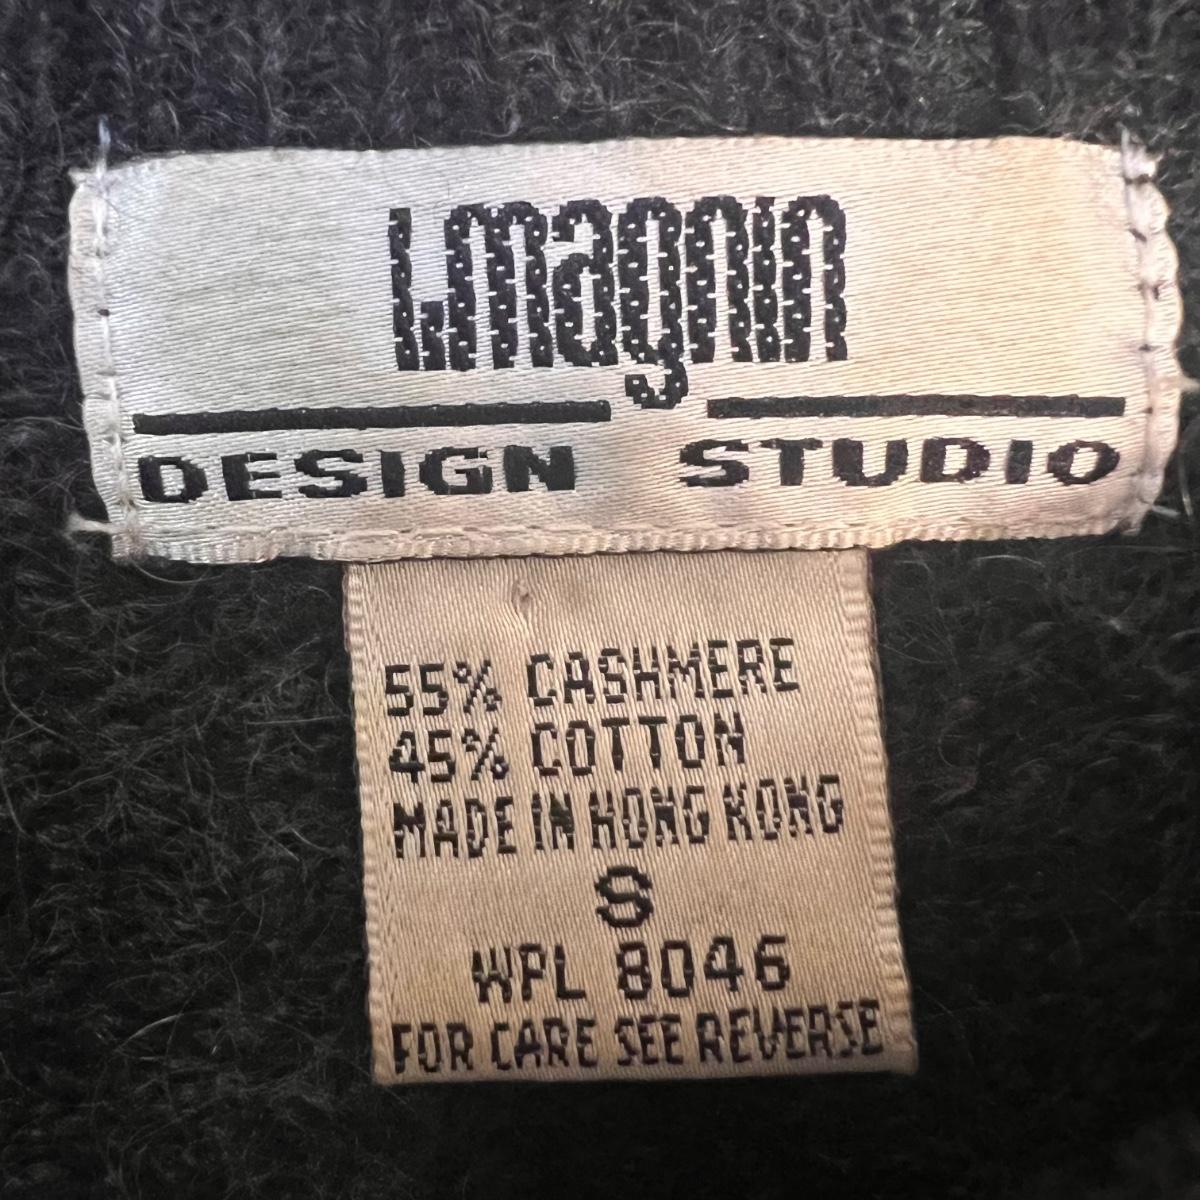 I.magnin
DESIGN STUDIO
55% CASHMERE
45% COTTON
MADE IN HONG KONG
S
WPL 8046
FOR CARE SEE REVERSE